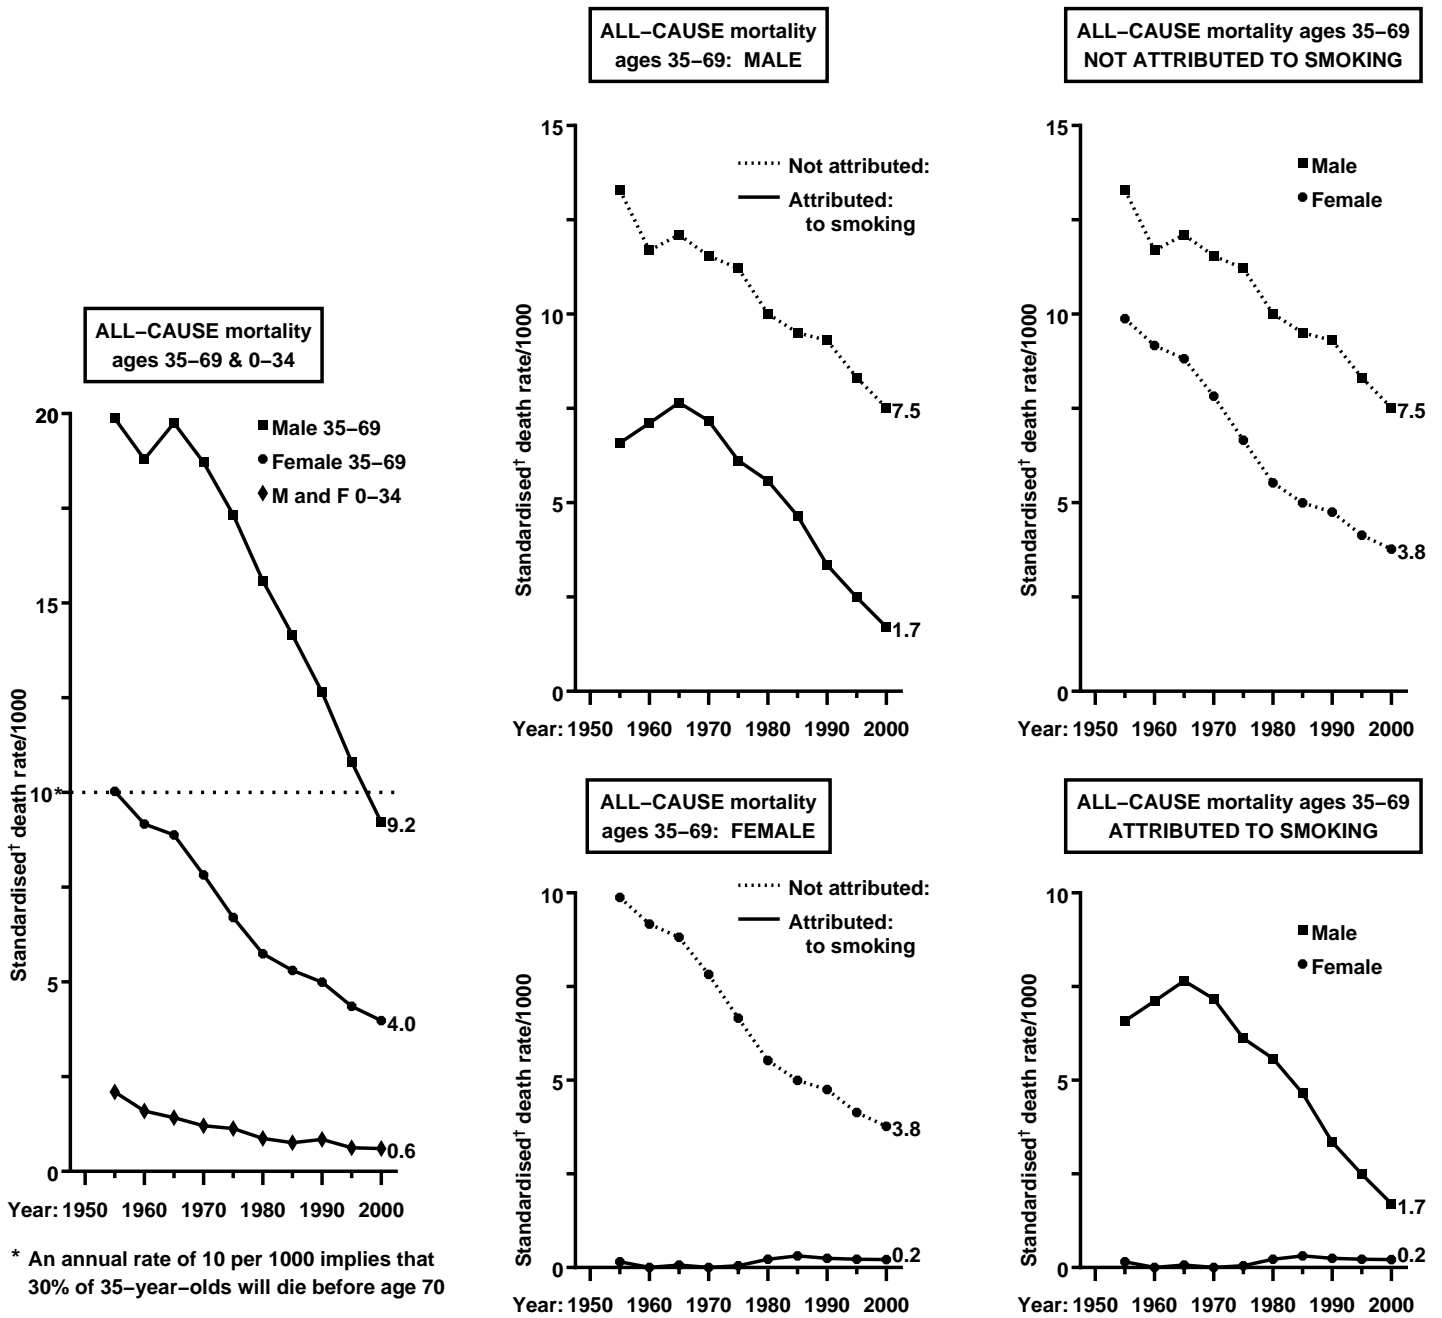 ALL–CAUSE mortality
ages 35–69 & 0–34
20
15
10*
5
0
Standardised† death rate/1000
Male 35–69
Female 35–69
M and F 0–34
9.2
4.0
0.6
Year: 1950 1960 1970 1980 1990 2000
* An annual rate of 10 per 1000 implies that
30% of 35–year–olds will die before age 70
ALL–CAUSE mortality
ages 35–69: MALE
15
10
5
0
Standardised† death rate/1000
Not attributed:
Attributed:
to smoking
7.5
1.7
Year: 1950 1960 1970 1980 1990 2000
ALL–CAUSE mortality ages 35–69
NOT ATTRIBUTED TO SMOKING
15
10
5
0
Standardised† death rate/1000
Male
Female
7.5
3.8
Year: 1950 1960 1970 1980 1990 2000
ALL–CAUSE mortality
ages 35–69: FEMALE
10
5
0
Standardised† death rate/1000
Not attributed:
Attributed:
to smoking
3.8
0.2
Year: 1950 1960 1970 1980 1990 2000
ALL–CAUSE mortality ages 35–69
ATTRIBUTED TO SMOKING
10
5
0
Standardised† death rate/1000
Male
Female
1.7
0.2
Year: 1950 1960 1970 1980 1990 2000